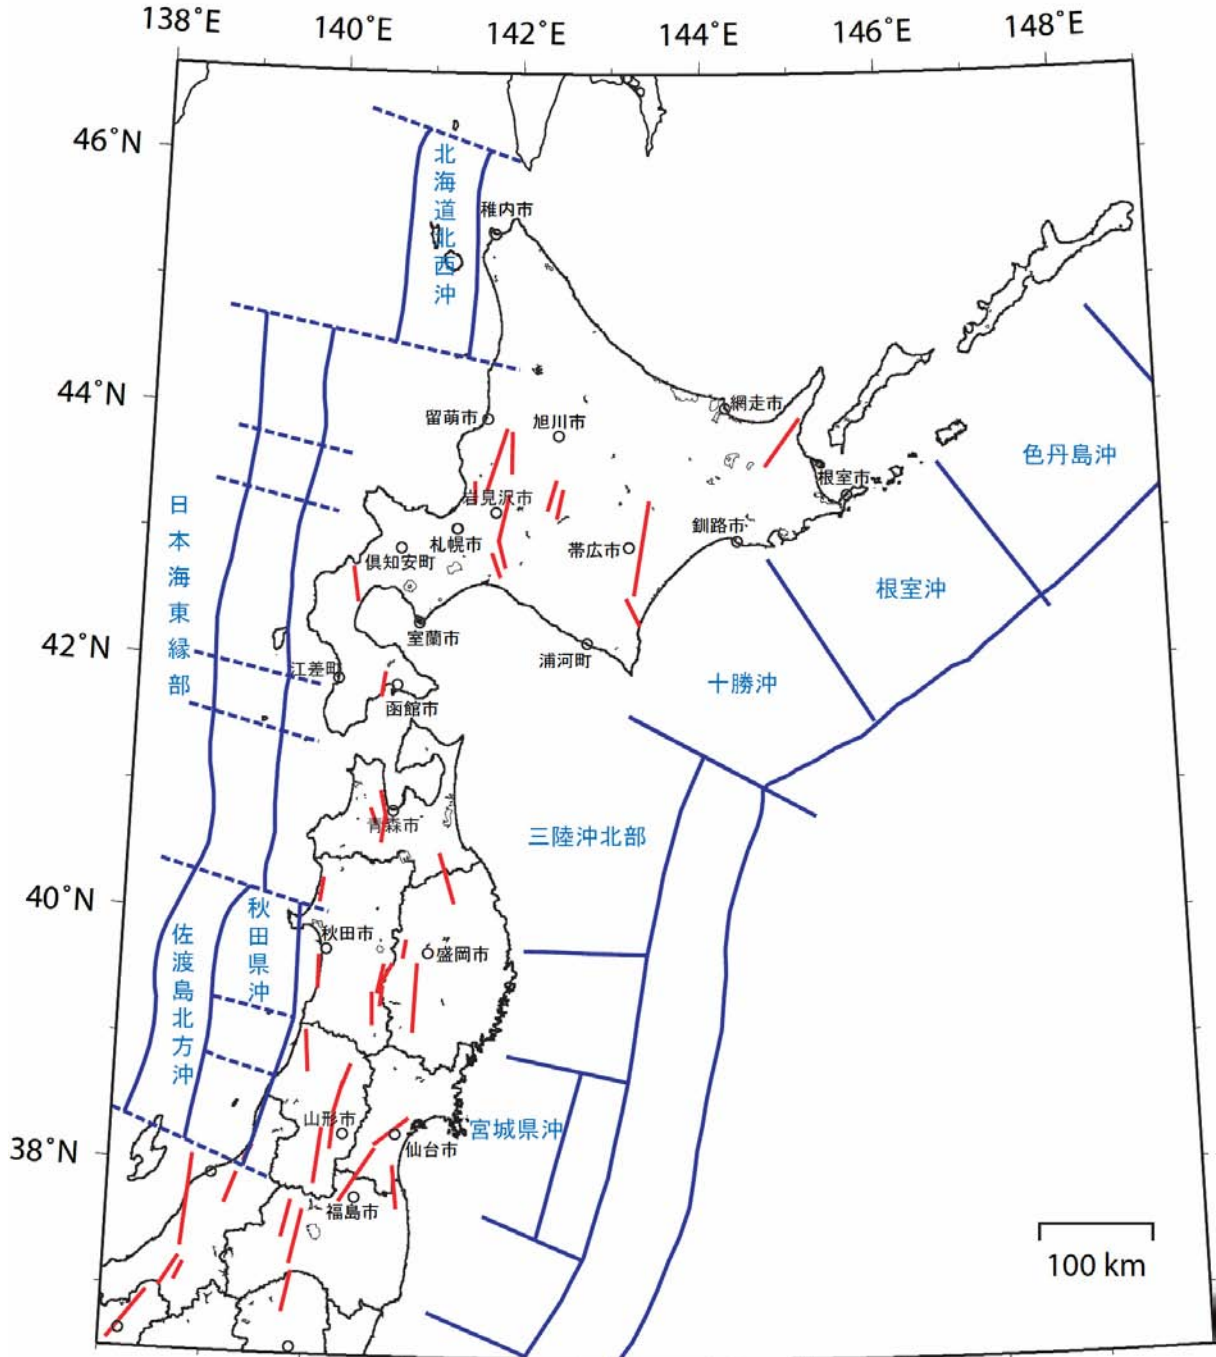 138°E
140°E
142°E
144°E
146°E
148°E
46°N
44°N
42°N
40°N
38°N
北海道北西沖
稚内市
留萌市
旭川市
網走市
色丹島沖
根室市
岩見沢市
日本海東縁部
札幌市
釧路市
帯広市
倶知安町
根室沖
室蘭市
浦河町
江差町
十勝沖
函館市
青森市
三陸沖北部
秋田県沖
佐渡島北方沖
秋田市
盛岡市
山形市
宮城県沖
仙台市
福島市
100 km